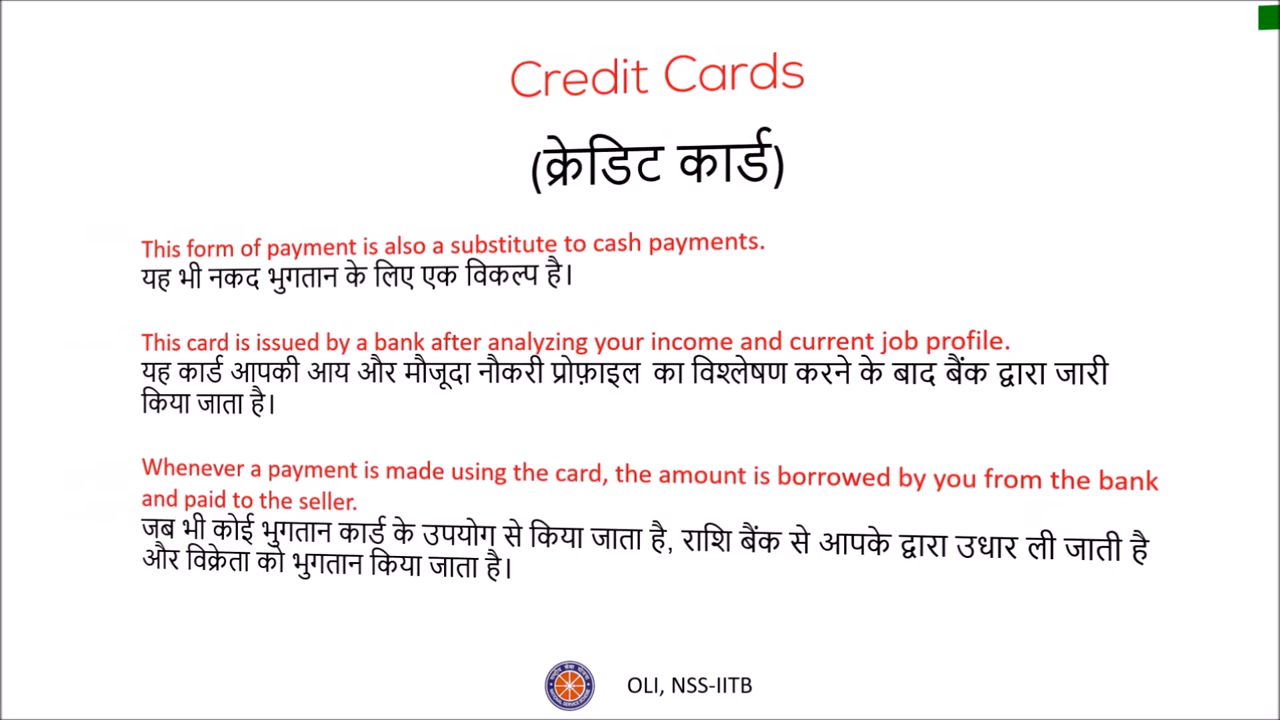 Credit Cards
(क्रेडिट कार्ड)
This form of payment is also a substitute to cash payments.
यह भी नकद भुगतान के लिए एक विकल्प है।
This card is issued by a bank after analyzing your income and current job profile.
यह कार्ड आपकी आय और मौजूदा नौकरी प्रोफ़ाइल का विश्लेषण करने के बाद बैंक द्वारा जारी
किया जाता है।
Whenever a payment is made using the card, the amount is borrowed by you from the bank
and paid to the seller.
जब भी कोई भुगतान कार्ड के उपयोग से किया जाता है, राशि बैंक से आपके द्वारा उधार ली जाती है
और विक्रेता को भुगतान किया जाता है।
OLI, NSS-IITB